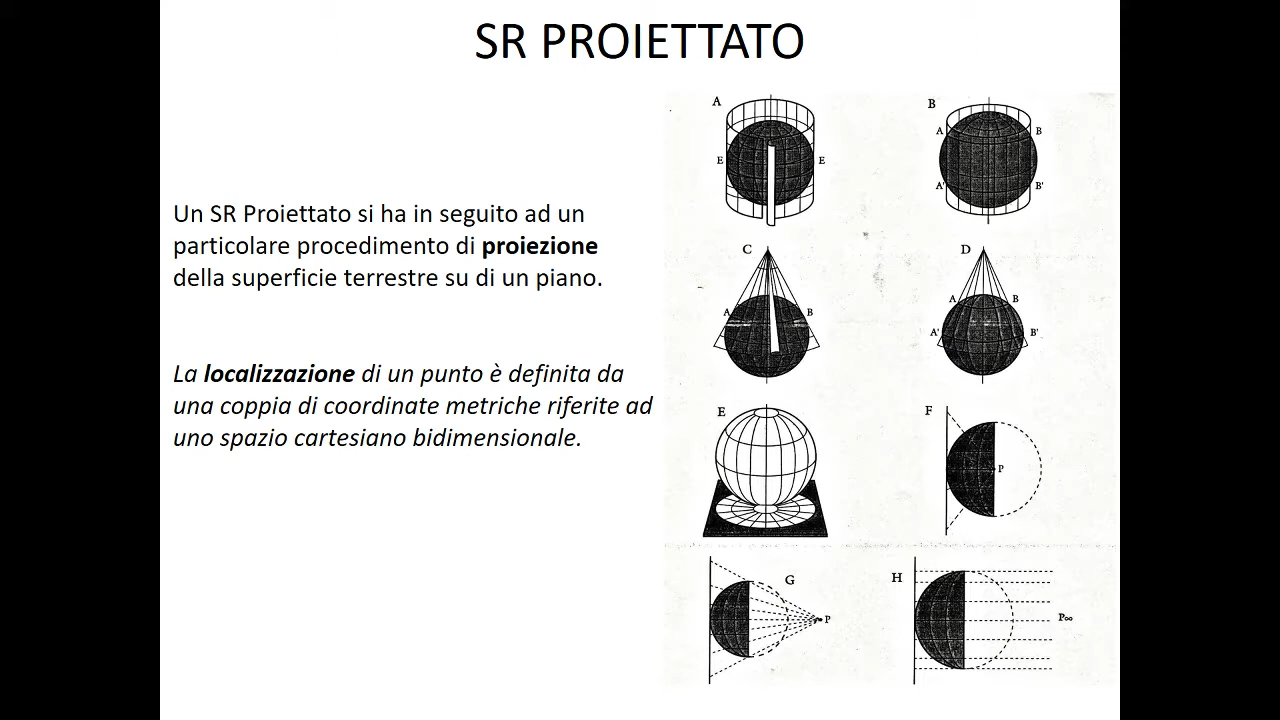 SR PROIETTATO
Un SR Proiettato si ha in seguito ad un
particolare procedimento di proiezione
della superficie terrestre su di un piano.
La localizzazione di un punto è definita da
una coppia di coordinate metriche riferite ad
uno spazio cartesiano bidimensionale.
A
E E
B
A B
A' B'
C
A B
D
A B
A' B'
E
F
P
G
P
H
P∞